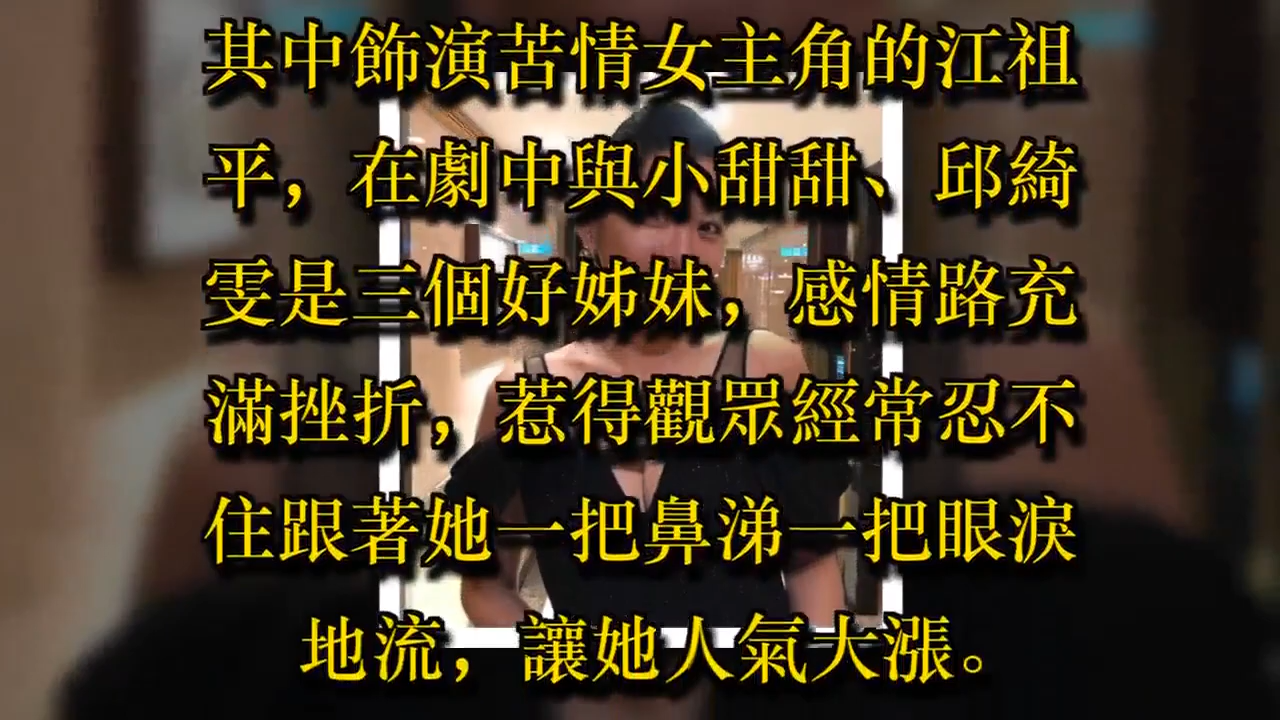 其中飾演苦情女主角的江祖
平，在劇中與小甜甜、邱綺
雯是三個好姊妹，感情路充
滿挫折，惹得觀眾經常忍不
住跟著她一把鼻涕一把眼淚
地流，讓她人氣大漲。